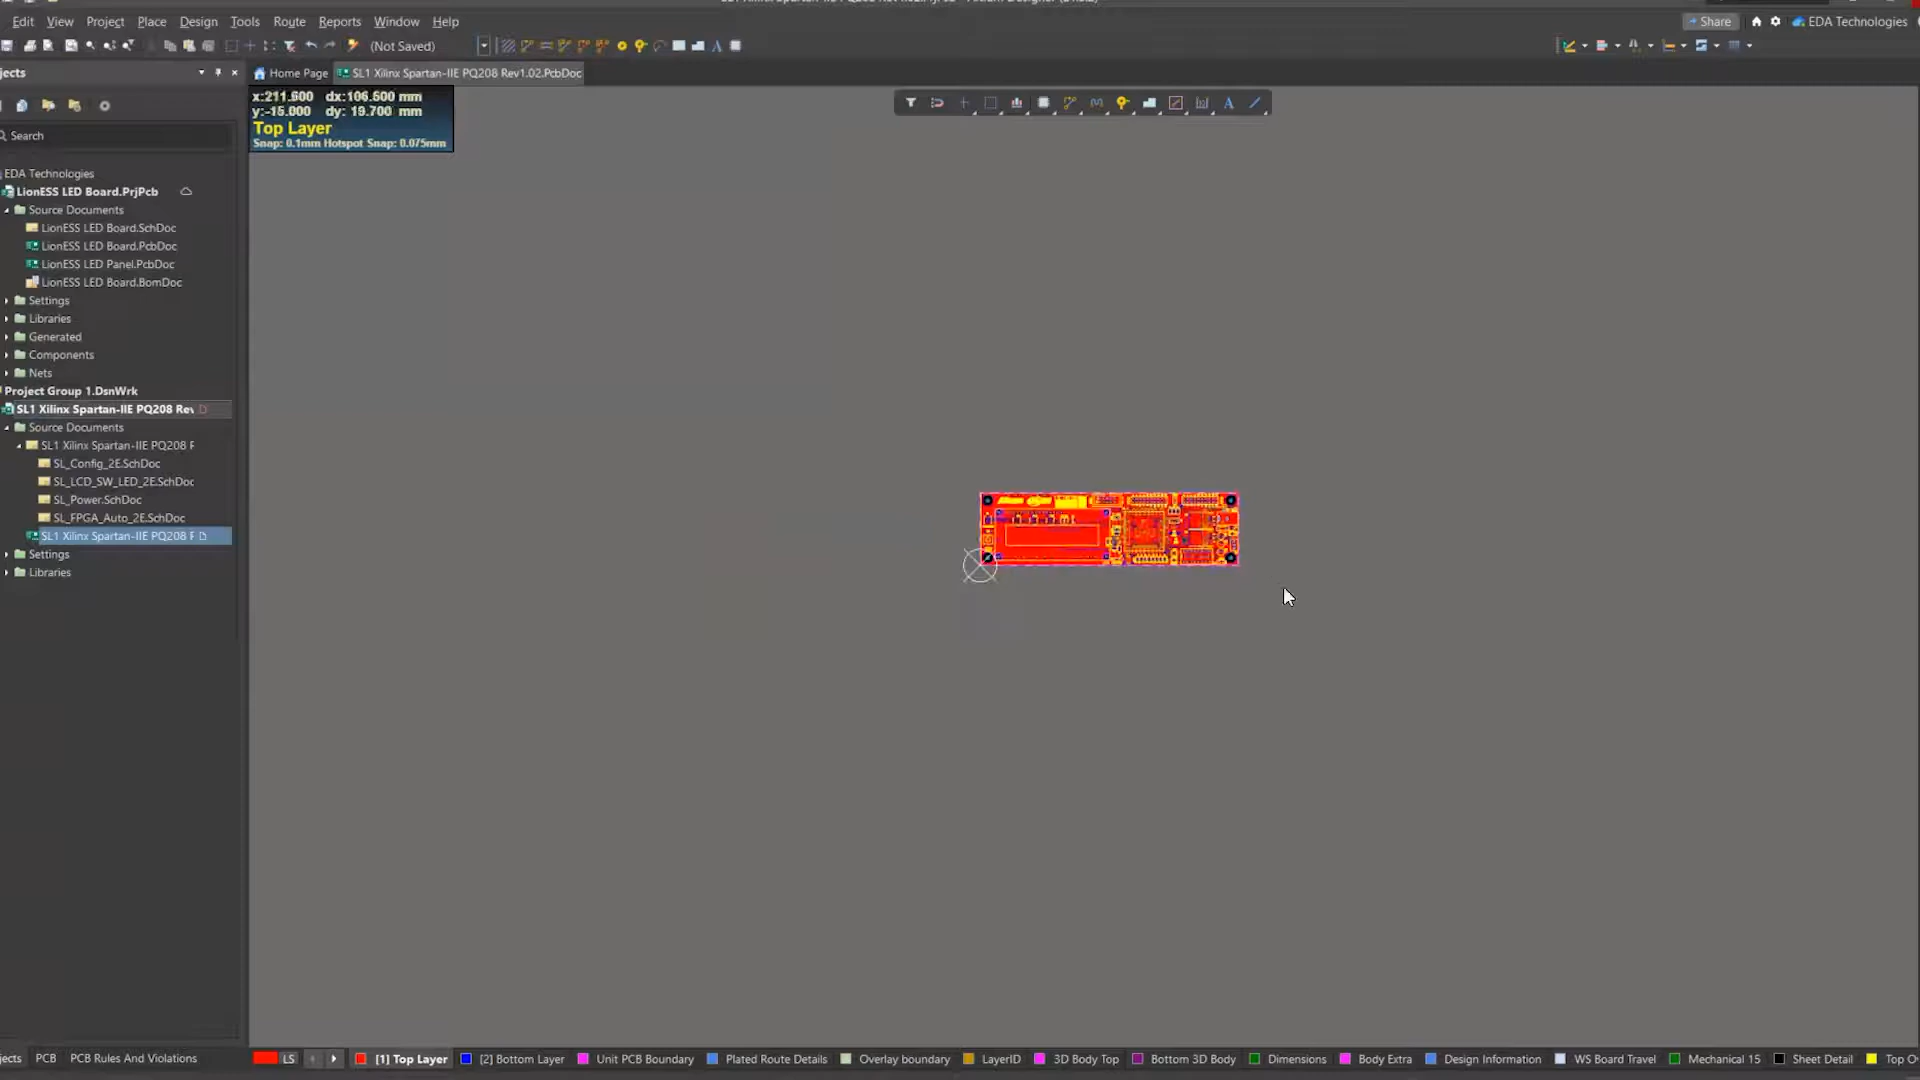 Edit View Project Place Design Tools Route Reports Window Help
Share
EDA Technologies
(Not Saved)
jects
Home Page
SL1 Xilinx Spartan-IIE PQ208 Rev1.02.PcbDoc
x:211.600 dx:106.600 mm
y:-15.000 dy: 19.700 mm
Top Layer
Snap: 0.1mm Hotspot Snap: 0.075mm
Search
EDA Technologies
LionESS LED Board.PrjPcb
Source Documents
LionESS LED Board.SchDoc
LionESS LED Board.PcbDoc
LionESS LED Panel.PcbDoc
LionESS LED Board.BomDoc
Settings
Libraries
Generated
Components
Nets
Project Group 1.DsnWrk
SL1 Xilinx Spartan-IIE PQ208 Rev
Source Documents
SL1 Xilinx Spartan-IIE PQ208 F
SL_Config_2E.SchDoc
SL_LCD_SW_LED_2E.SchDoc
SL_Power.SchDoc
SL_FPGA_Auto_2E.SchDoc
SL1 Xilinx Spartan-IIE PQ208 F
Settings
Libraries
jects PCB PCB Rules And Violations
LS [1] Top Layer [2] Bottom Layer Unit PCB Boundary Plated Route Details Overlay boundary LayerID 3D Body Top Bottom 3D Body Dimensions Body Extra Design Information WS Board Travel Mechanical 15 Sheet Detail Top O